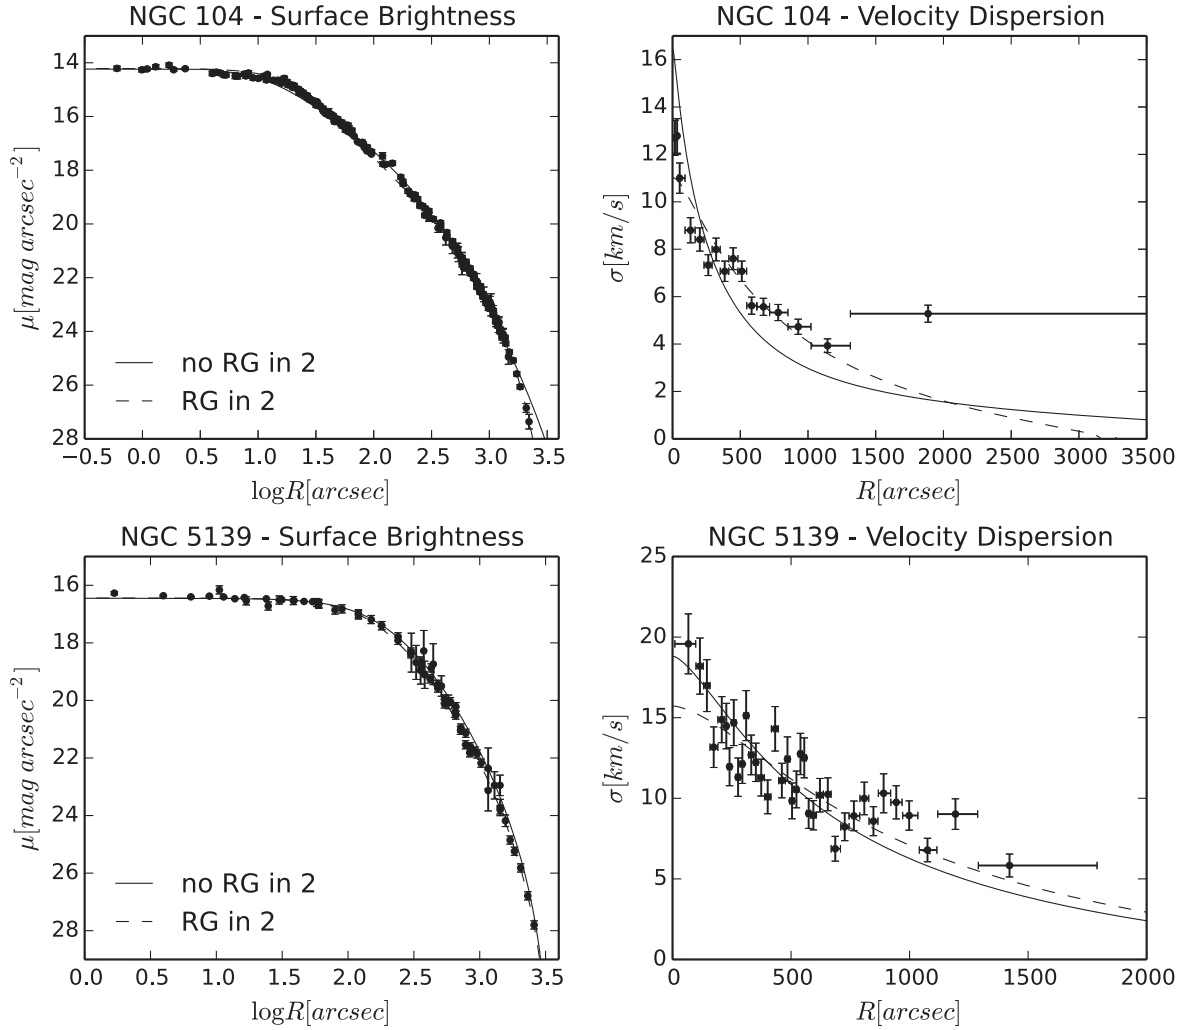 NGC 104 - Surface Brightness
14
16
18
20
22
24
26
28
μ[mag arcsec⁻²]
no RG in 2
RG in 2
−0.5 0.0 0.5 1.0 1.5 2.0 2.5 3.0 3.5
logR[arcsec]
NGC 104 - Velocity Dispersion
16
14
12
10
8
6
4
2
0
σ[km/s]
0 500 1000 1500 2000 2500 3000 3500
R[arcsec]
NGC 5139 - Surface Brightness
16
18
20
22
24
26
28
μ[mag arcsec⁻²]
no RG in 2
RG in 2
0.0 0.5 1.0 1.5 2.0 2.5 3.0 3.5
logR[arcsec]
NGC 5139 - Velocity Dispersion
25
20
15
10
5
0
σ[km/s]
0 500 1000 1500 2000
R[arcsec]